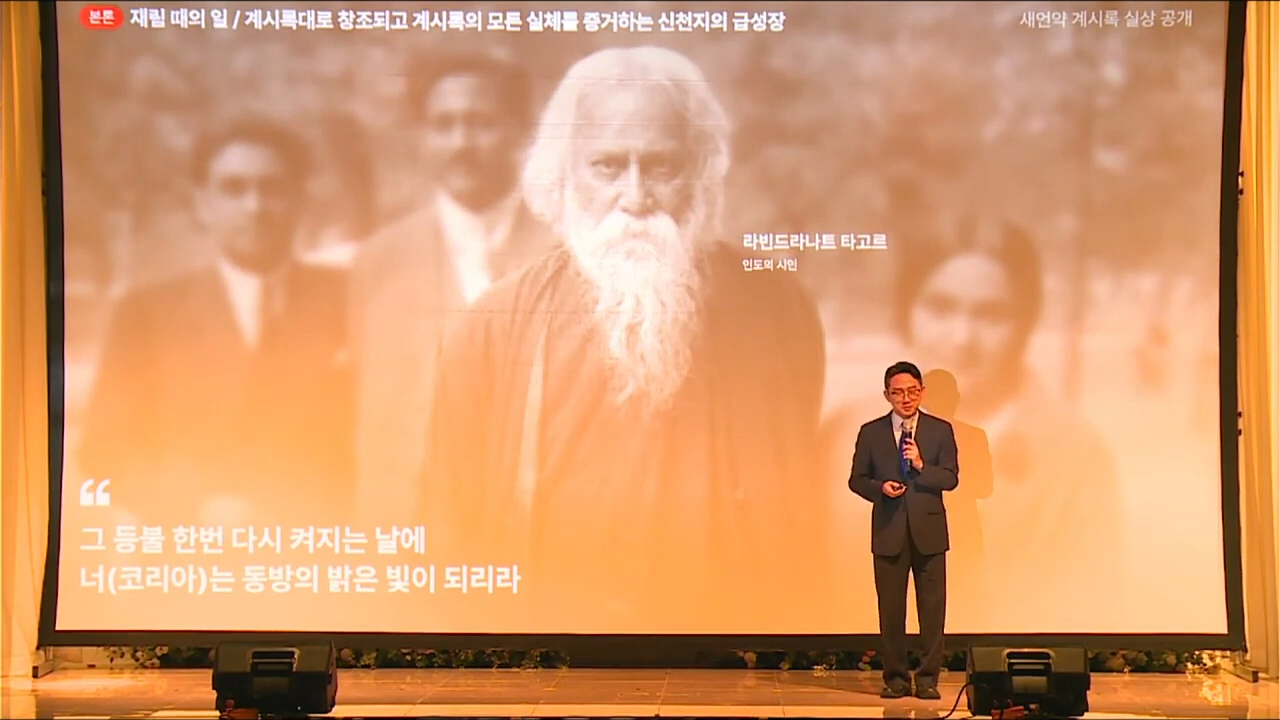 본론 재림 때의 일 / 계시록대로 창조되고 계시록의 모든 실체를 증거하는 신천지의 급성장
새언약 계시록 실상 공개
라빈드라나트 타고르
인도의 시인
“
그 등불 한번 다시 켜지는 날에
너(코리아)는 동방의 밝은 빛이 되리라